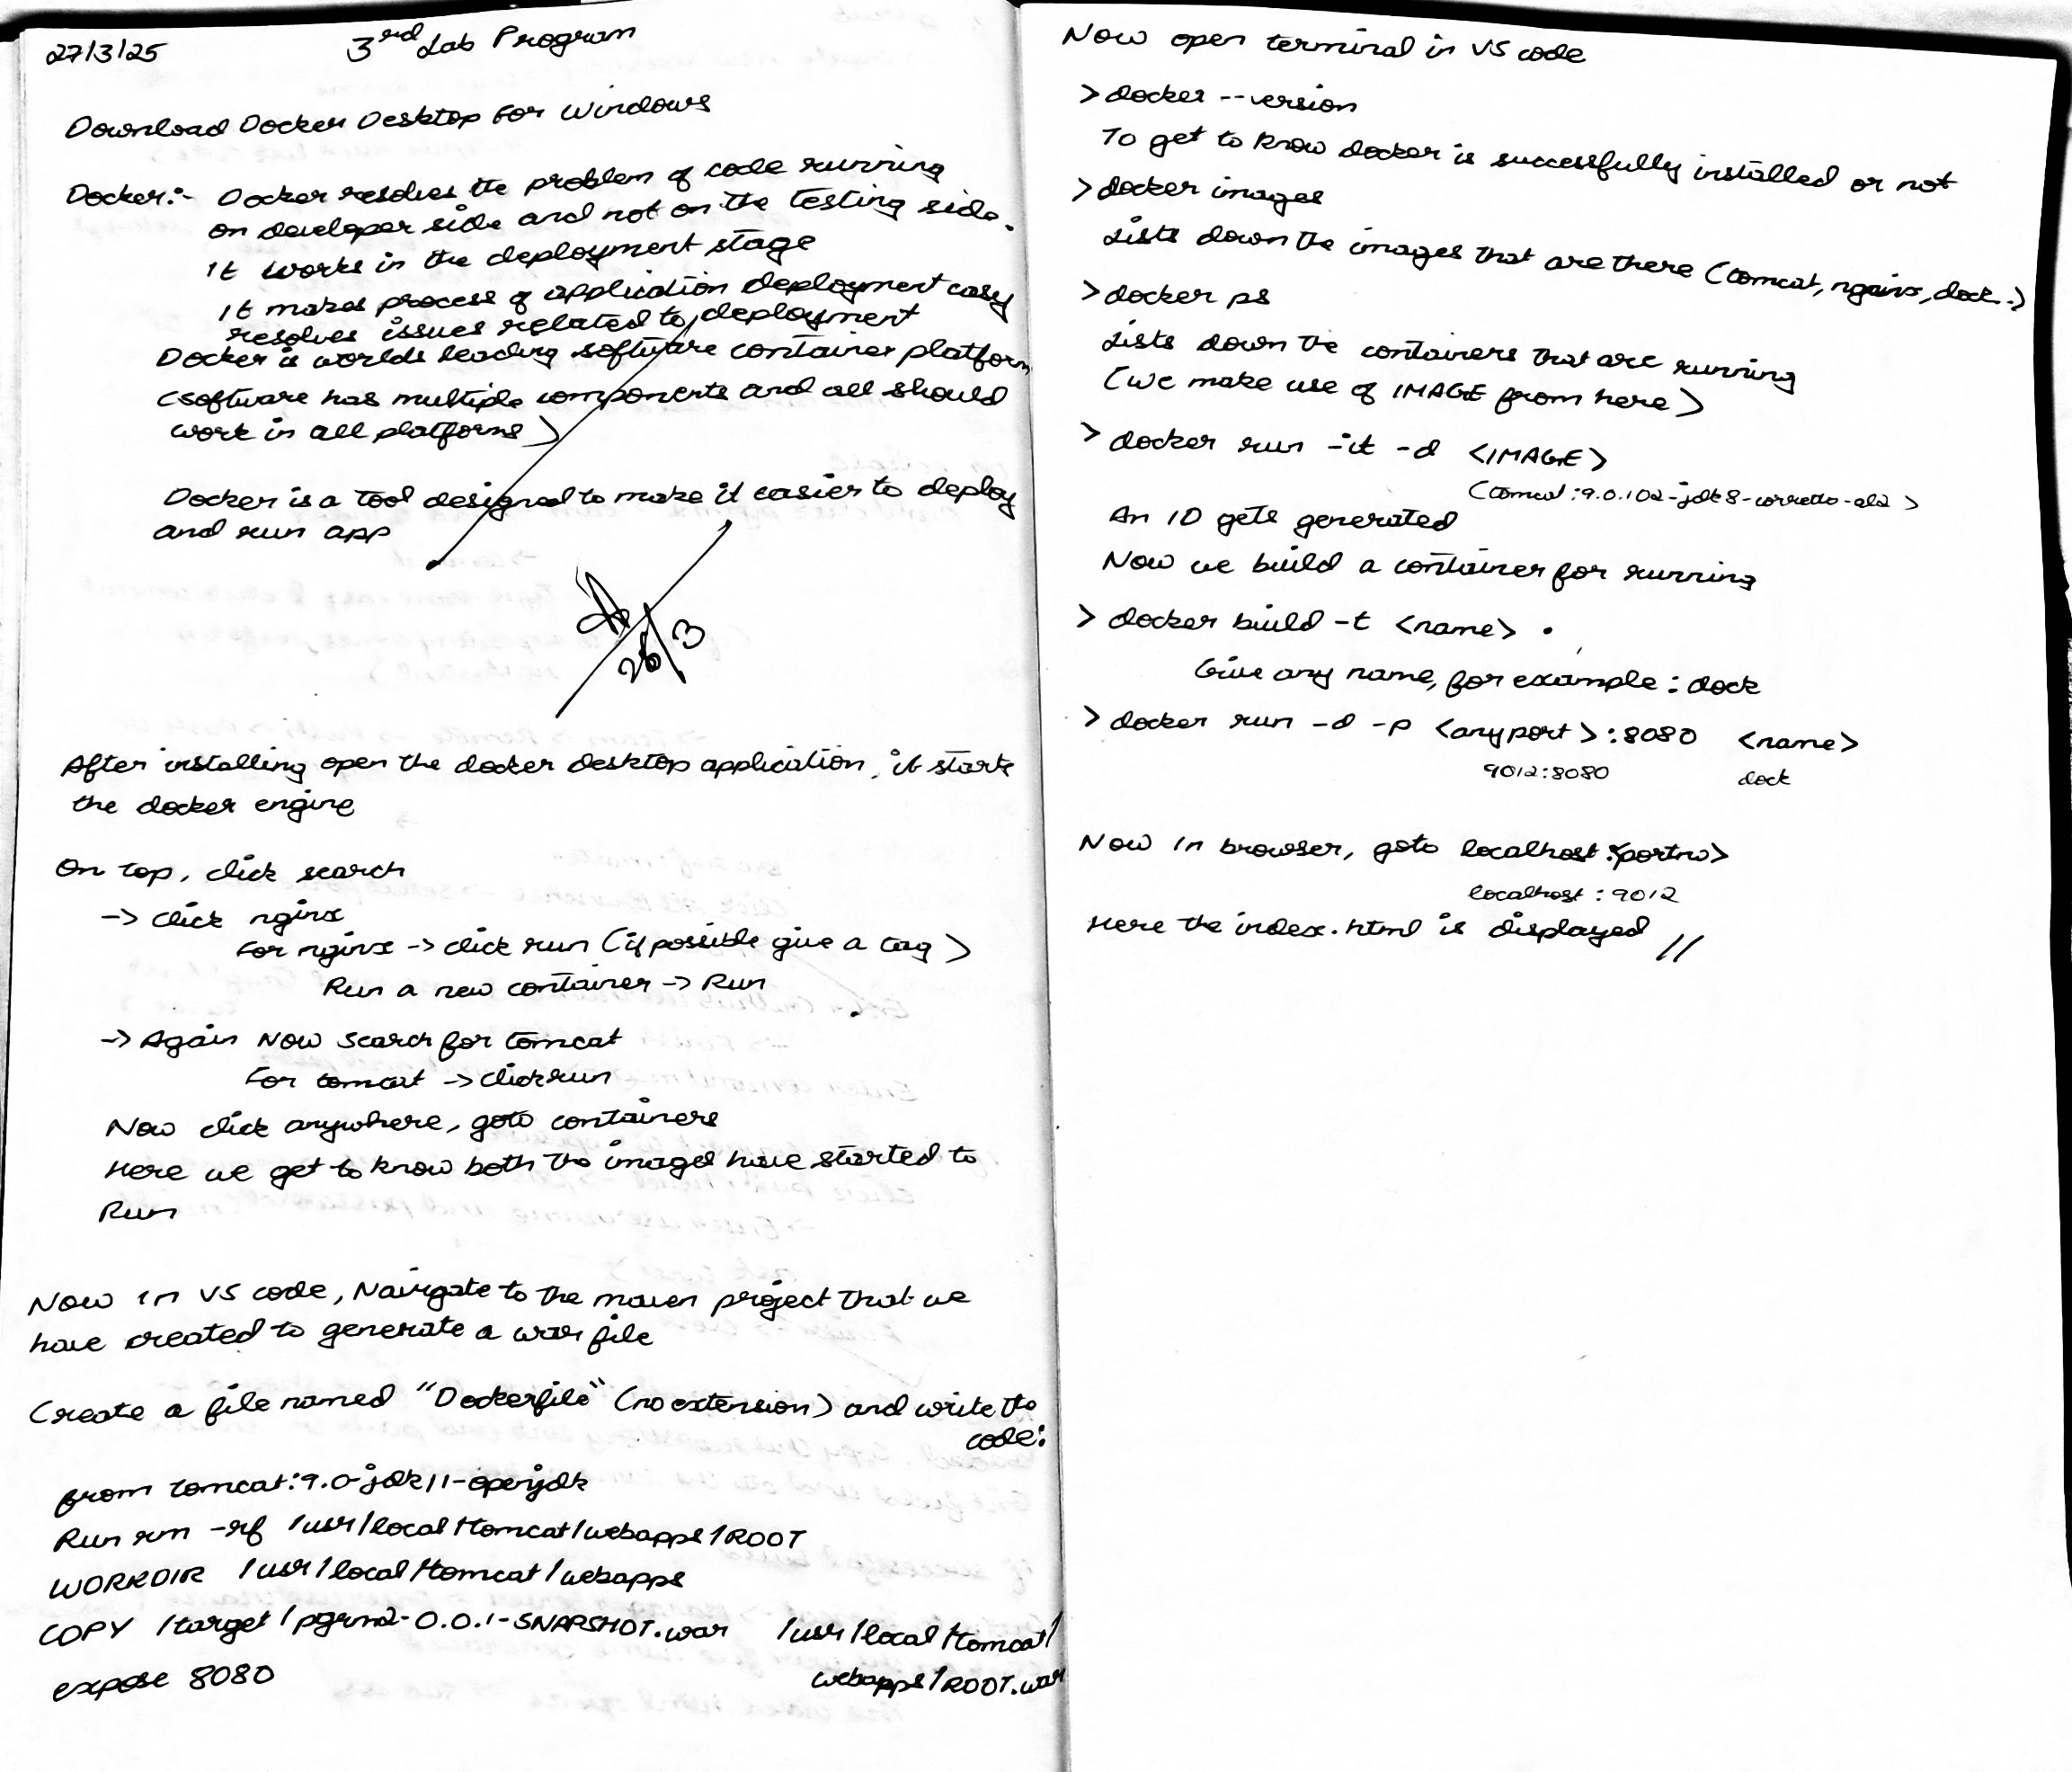 27/3/25
3rd Lab Program
Download Docker Desktop For Windows
Docker:- Docker resolves the problem of code running
on developer side and not on the testing side.
It works in the deployment stage
It makes process of application deployment easy
resolves issues related to deployment
Docker is worlds leading software container platform
(software has multiple components and all should
work in all platforms)
Docker is a tool designed to make it easier to deploy
and run app
26/3
After installing open the docker desktop application, it starts
the docker engine
On top, click search
-> click nginx
For nginx -> click run (if possible give a tag)
Run a new container -> Run
-> Again Now search for tomcat
For tomcat -> click run
Now click anywhere, goto containers
Here we get to know both the images have started to
Run
Now in VS code, Navigate to the maven project that we
have created to generate a war file
Create a file named "Dockerfile" (no extension) and write the
code:
from tomcat:9.0-jdk11-openjdk
Run rm -rf /usr/local/tomcat/webapps/ROOT
WORKDIR /usr/local/tomcat/webapps
COPY /target/pgrm2-0.0.1-SNAPSHOT.war /usr/local/tomcat/
webapps/ROOT.war
expose 8080
Now open terminal in VS code
> docker --version
To get to know docker is successfully installed or not
> docker images
Lists down the images that are there (tomcat, nginx, dock..)
> docker ps
Lists down the containers that are running
(we make use of IMAGE from here)
> docker run -it -d <IMAGE>
(tomcat:9.0.102-jdk8-corretto-al2)
An ID gets generated
Now we build a container for running
> docker build -t <name> .
Give any name, for example: dock
> docker run -d -p <anyport>:8080 <name>
9012:8080 dock
Now in browser, goto localhost:<portno>
localhost:9012
Here the index.html is displayed //